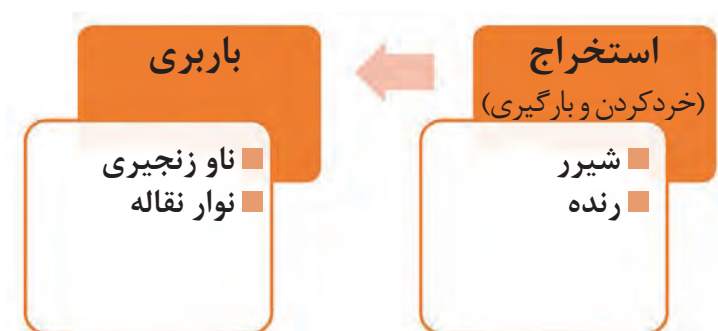 استخراج
(خردکردن و بارگیری)
شیرر
رنده
باربری
ناو زنجیری
نوار نقاله